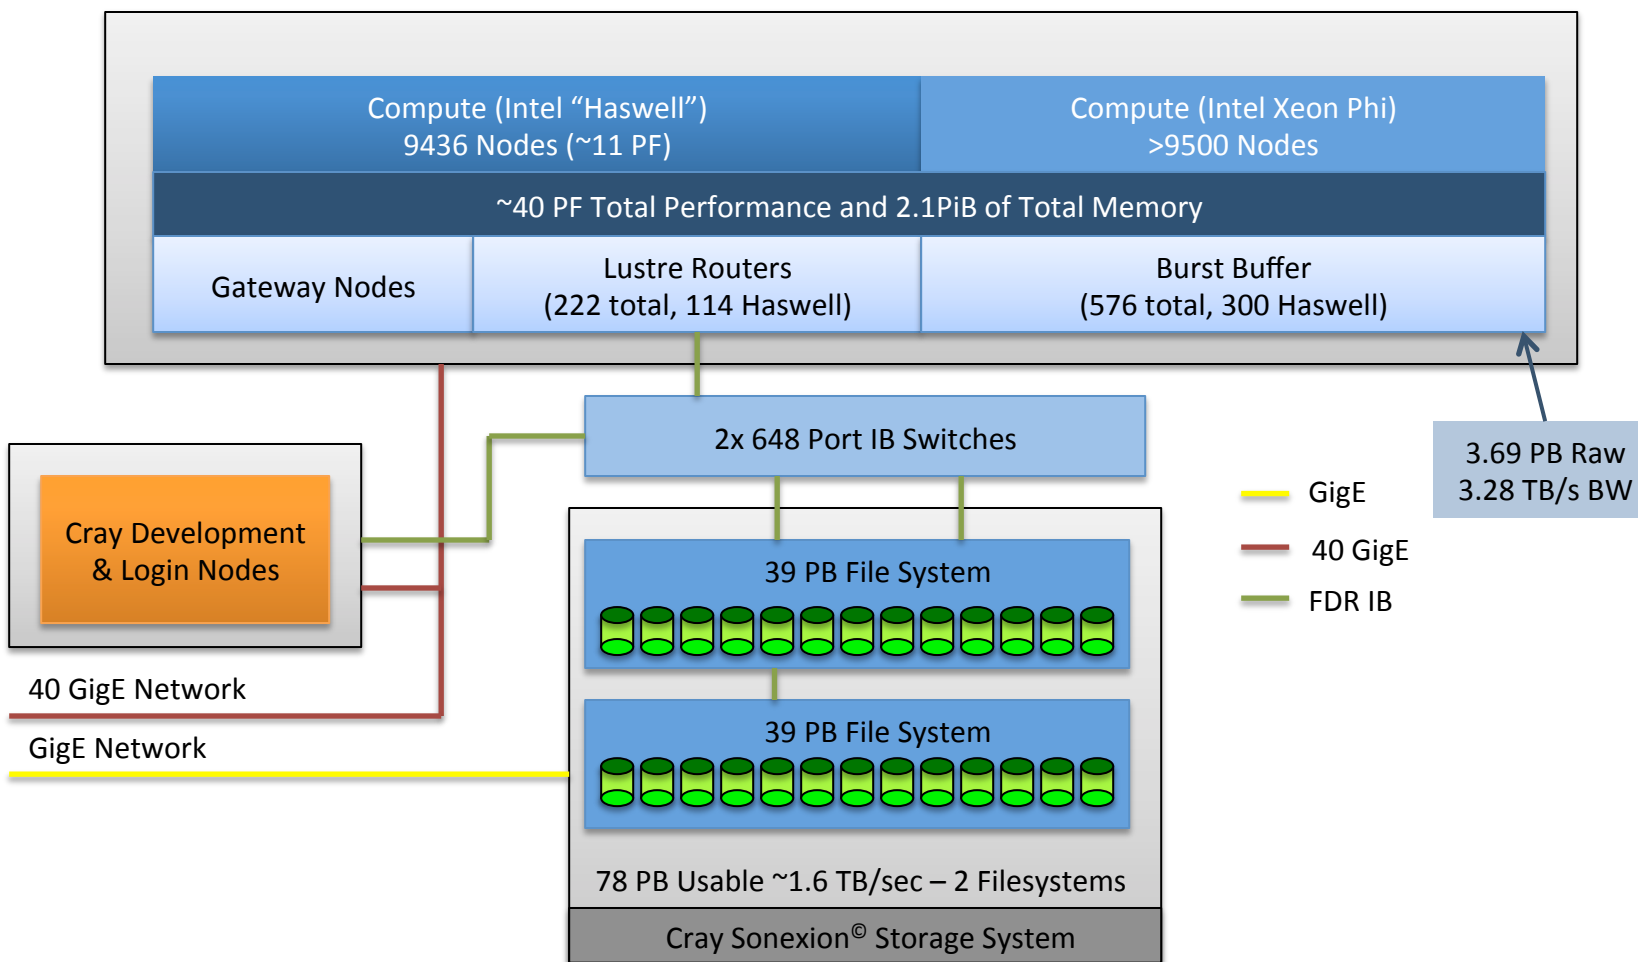 Compute (Intel “Haswell”)
9436 Nodes (~11 PF)
Compute (Intel Xeon Phi)
>9500 Nodes
~40 PF Total Performance and 2.1PiB of Total Memory
Gateway Nodes
Lustre Routers
(222 total, 114 Haswell)
Burst Buffer
(576 total, 300 Haswell)
2x 648 Port IB Switches
3.69 PB Raw
3.28 TB/s BW
GigE
40 GigE
FDR IB
Cray Development
& Login Nodes
39 PB File System
40 GigE Network
GigE Network
39 PB File System
78 PB Usable ~1.6 TB/sec – 2 Filesystems
Cray Sonexion© Storage System